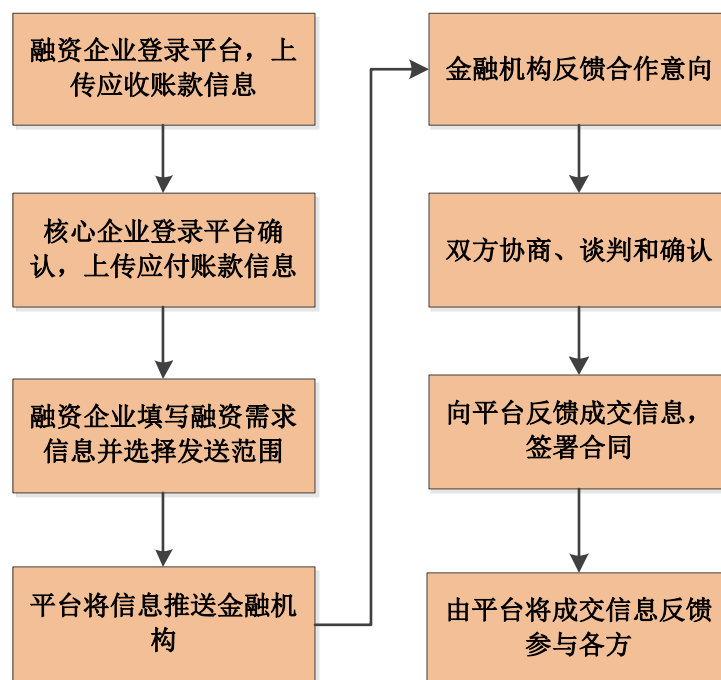 融资企业登录平台，上
传应收账款信息
核心企业登录平台确
认，上传应付账款信息
融资企业填写融资需求
信息并选择发送范围
平台将信息推送金融机
构
金融机构反馈合作意向
双方协商、谈判和确认
向平台反馈成交信息，
签署合同
由平台将成交信息反馈
参与各方